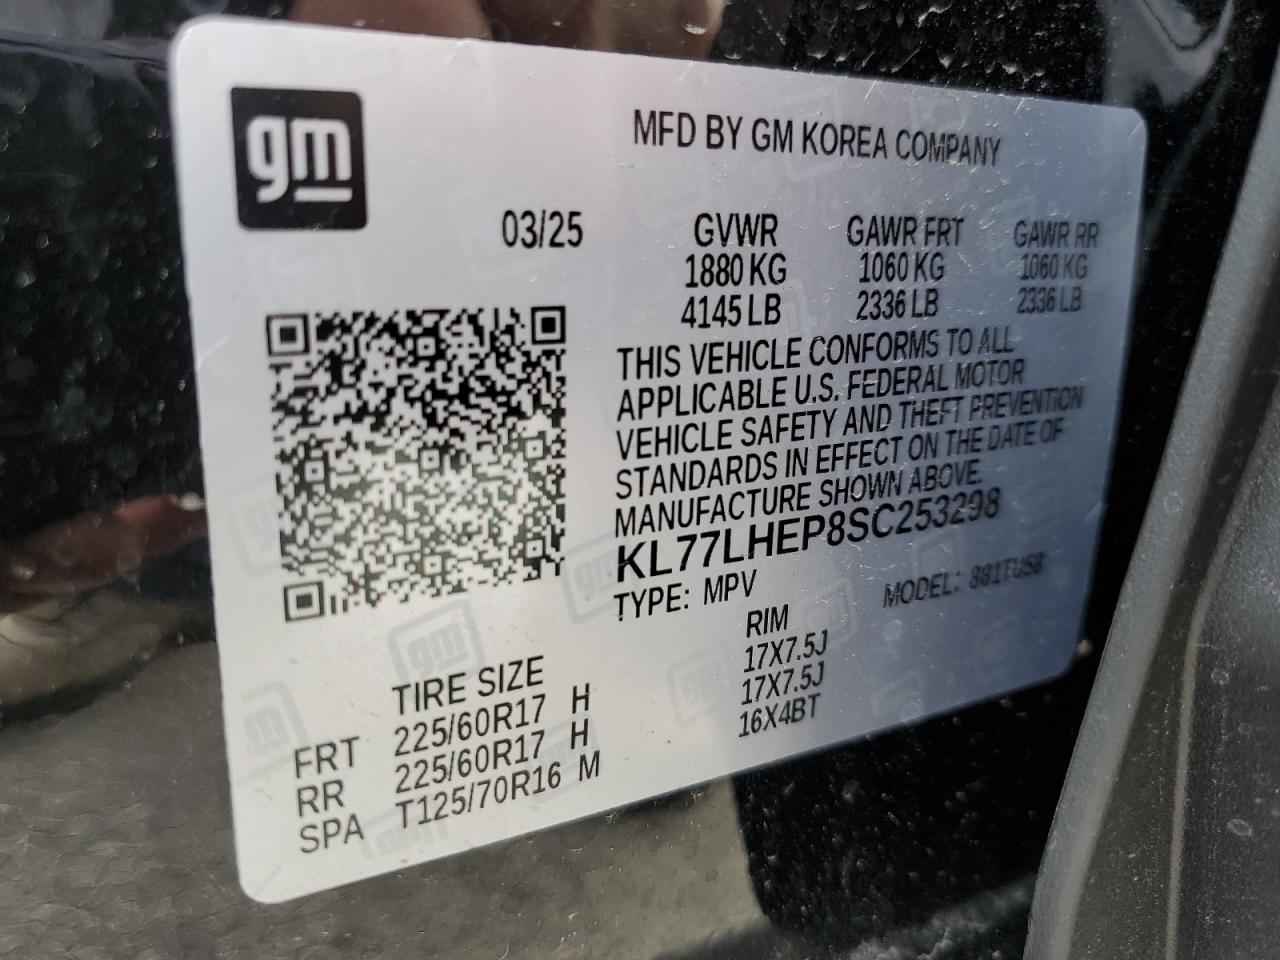 gm
MFD BY GM KOREA COMPANY
03/25
GVWR GAWR FRT GAWR RR
1880 KG 1060 KG 1060 KG
4145 LB 2336 LB 2336 LB
THIS VEHICLE CONFORMS TO ALL
APPLICABLE U.S. FEDERAL MOTOR
VEHICLE SAFETY AND THEFT PREVENTION
STANDARDS IN EFFECT ON THE DATE OF
MANUFACTURE SHOWN ABOVE.
KL77LHEP8SC253298
TYPE: MPV MODEL: 881TU58
TIRE SIZE RIM
FRT 225/60R17 H 17X7.5J
RR 225/60R17 H 17X7.5J
SPA T125/70R16 M 16X4BT